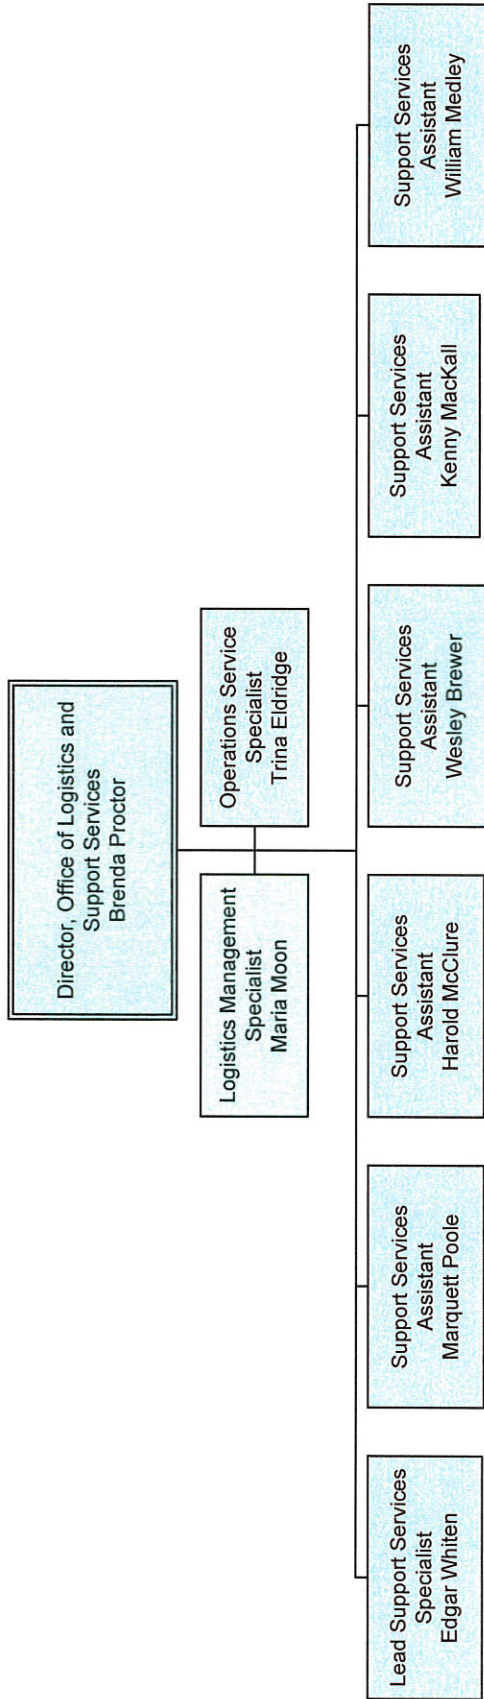 Director, Office of Logistics and
Support Services
Brenda Proctor
Logistics Management
Specialist
Maria Moon
Operations Service
Specialist
Trina Eldridge
Lead Support Services
Specialist
Edgar Whiten
Support Services
Assistant
Marquett Poole
Support Services
Assistant
Harold McClure
Support Services
Assistant
Wesley Brewer
Support Services
Assistant
Kenny MacKall
Support Services
Assistant
William Medley